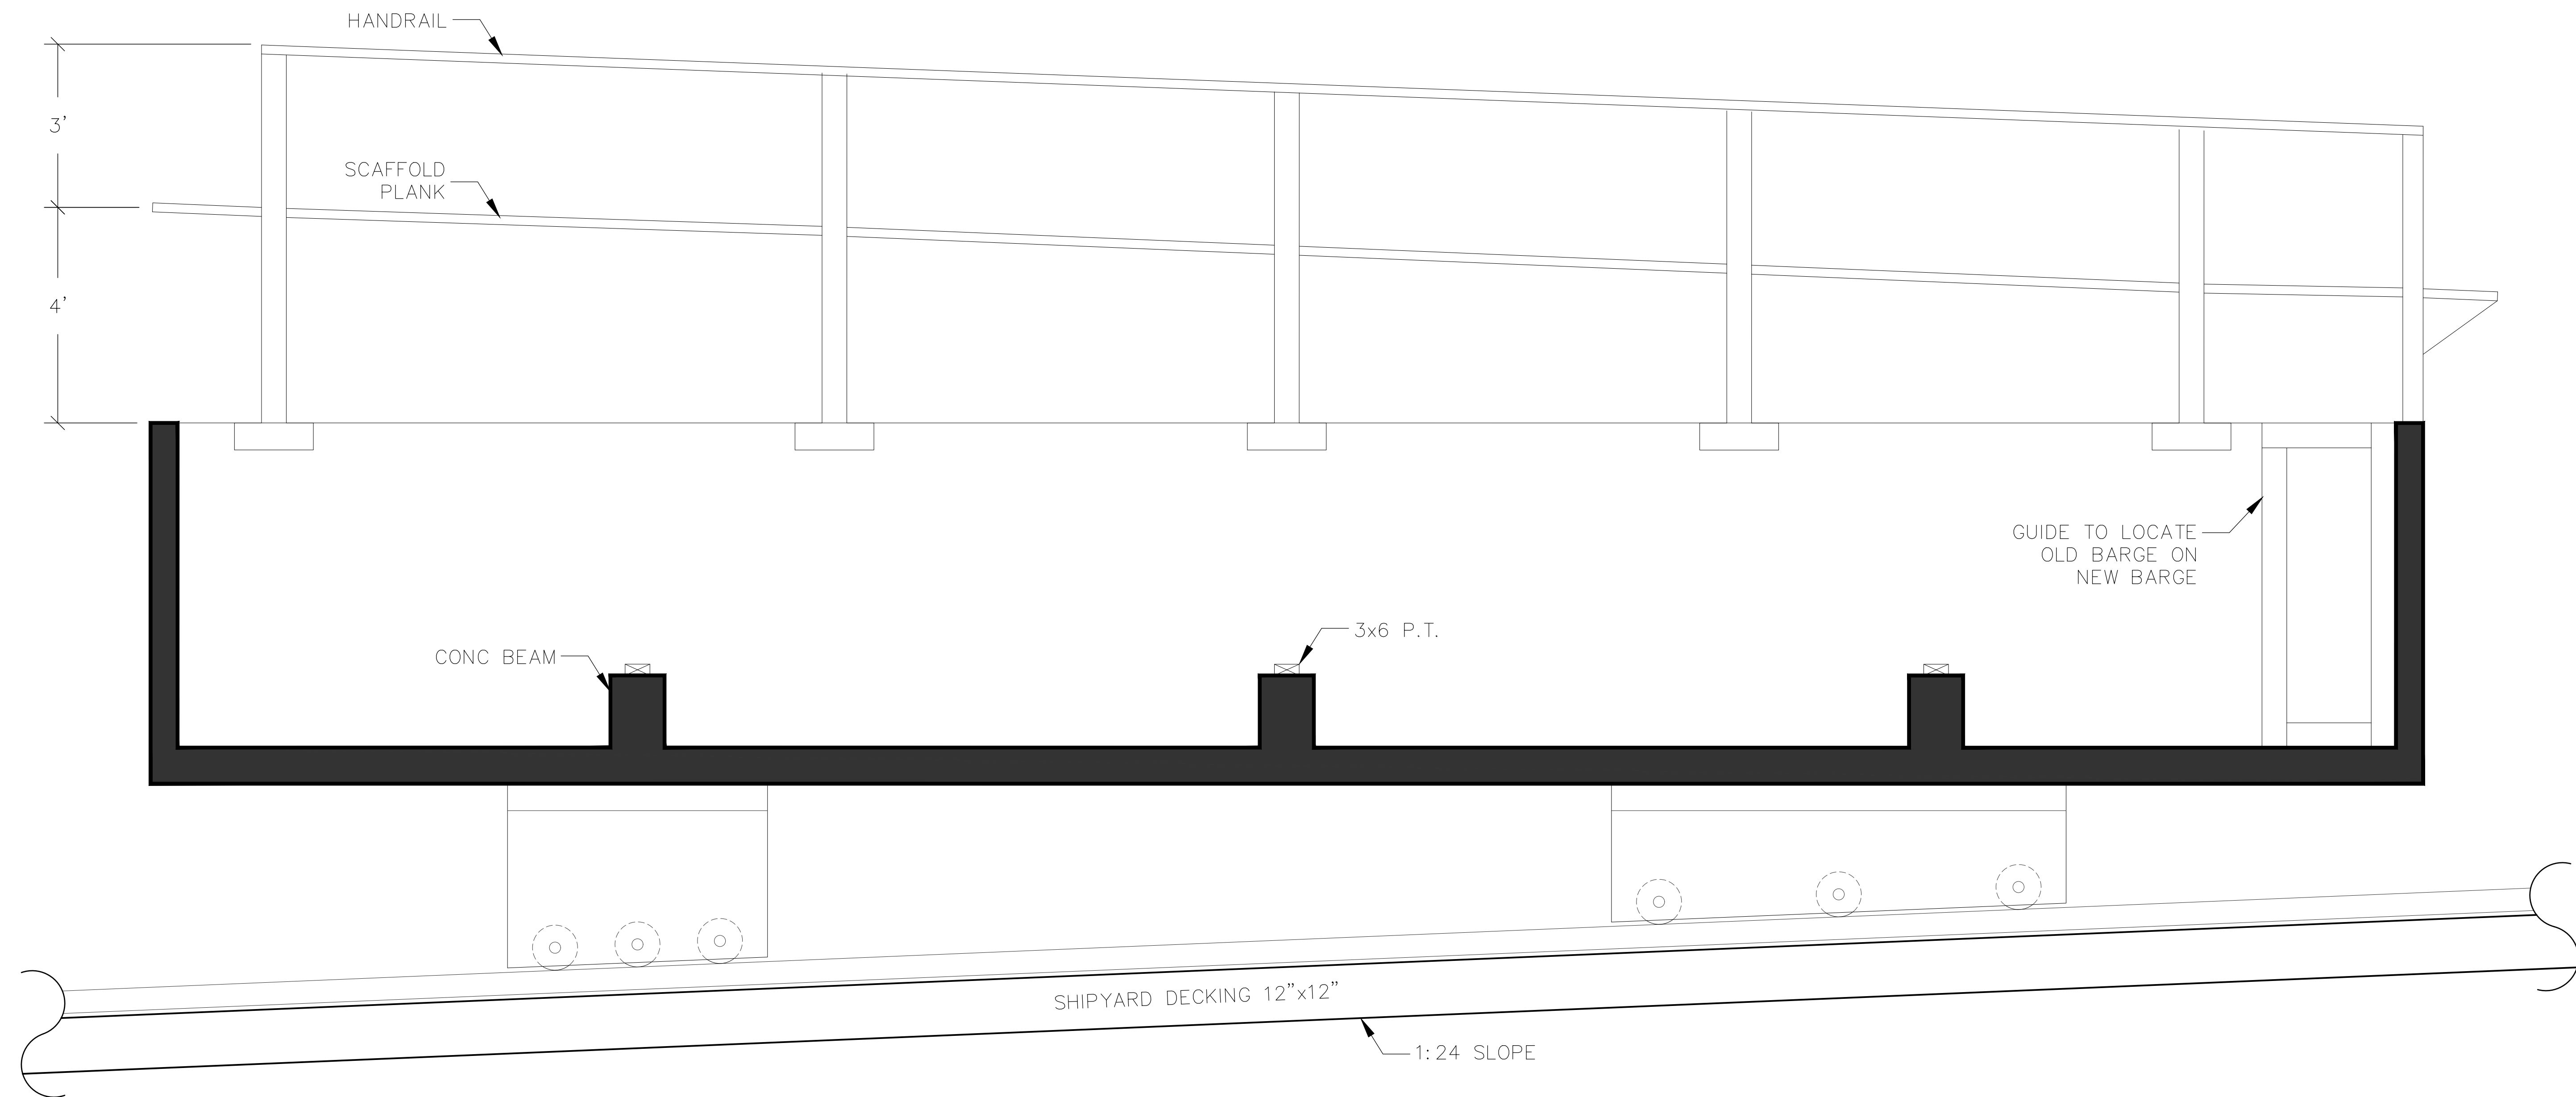 HANDRAIL
3'
SCAFFOLD
PLANK
4'
GUIDE TO LOCATE
OLD BARGE ON
NEW BARGE
3x6 P.T.
CONC BEAM
SHIPYARD DECKING 12"x12"
1:24 SLOPE